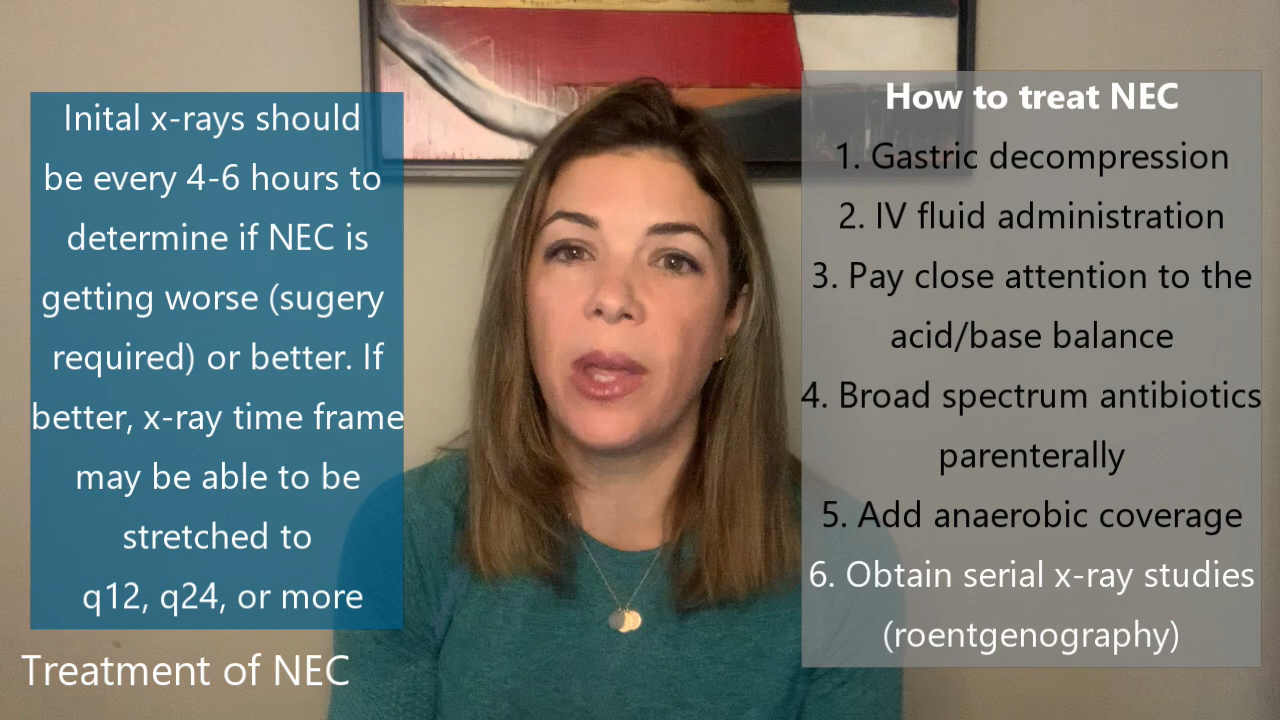 Inital x-rays should
be every 4-6 hours to
determine if NEC is
getting worse (sugery
required) or better. If
better, x-ray time frame
may be able to be
stretched to
q12, q24, or more
Treatment of NEC
How to treat NEC
1. Gastric decompression
2. IV fluid administration
3. Pay close attention to the
acid/base balance
4. Broad spectrum antibiotics
parenterally
5. Add anaerobic coverage
6. Obtain serial x-ray studies
(roentgenography)